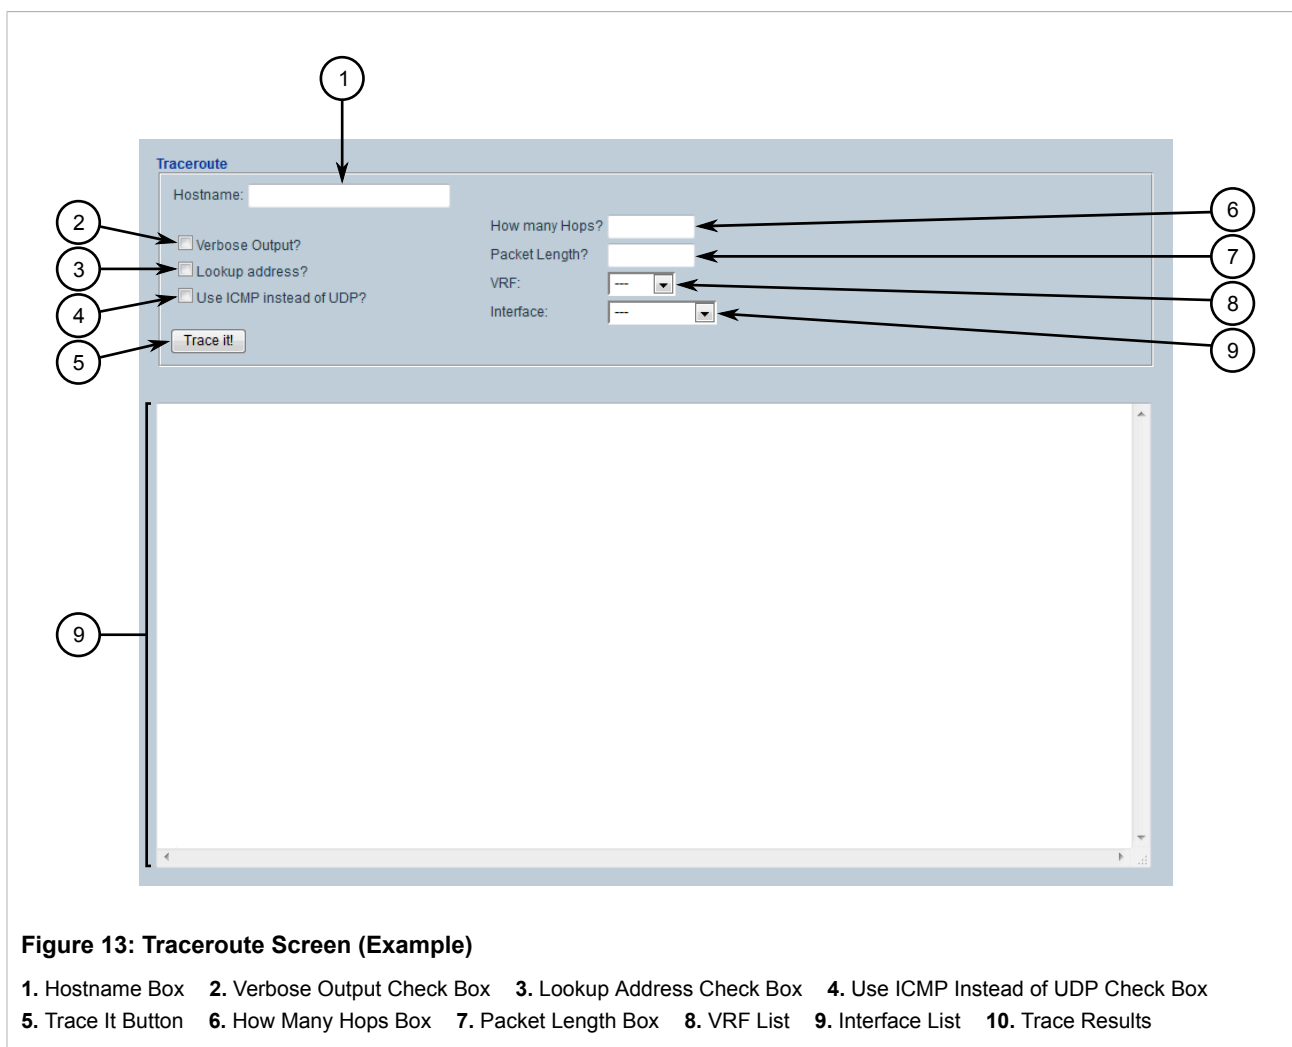 1
Traceroute
Hostname:
2
Verbose Output?
3
Lookup address?
4
Use ICMP instead of UDP?
5
Trace it!
How many Hops?
6
Packet Length?
7
VRF:
---
8
Interface:
---
9
9
Figure 13: Traceroute Screen (Example)
1. Hostname Box 2. Verbose Output Check Box 3. Lookup Address Check Box 4. Use ICMP Instead of UDP Check Box
5. Trace It Button 6. How Many Hops Box 7. Packet Length Box 8. VRF List 9. Interface List 10. Trace Results